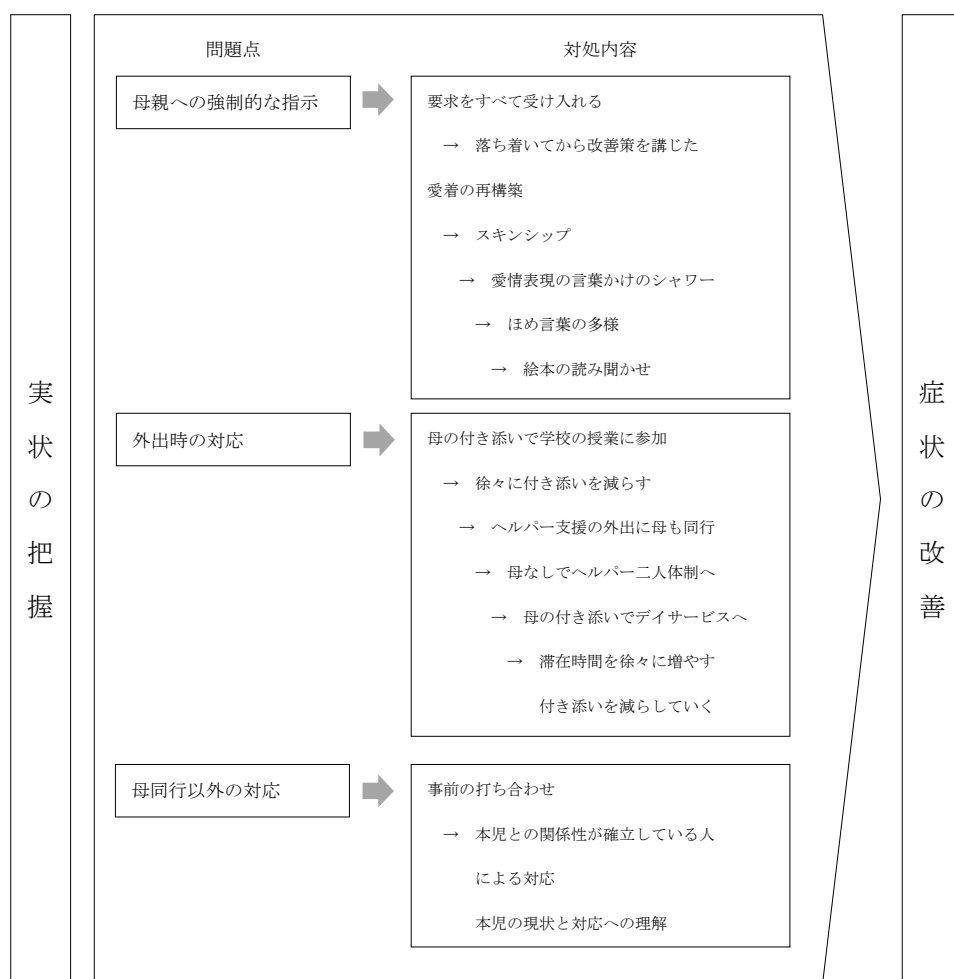 実状の把握
問題点
対処内容
母親への強制的な指示
要求をすべて受け入れる
→ 落ち着いてから改善策を講じた
愛着の再構築
→ スキンシップ
→ 愛情表現の言葉かけのシャワー
→ ほめ言葉の多様
→ 絵本の読み聞かせ
外出時の対応
母の付き添いで学校の授業に参加
→ 徐々に付き添いを減らす
→ ヘルパー支援の外出に母も同行
→ 母なしでヘルパー二人体制へ
→ 母の付き添いでデイサービスへ
→ 滞在時間を徐々に増やす
付き添いを減らしていく
母同行以外の対応
事前の打ち合わせ
→ 本児との関係性が確立している人
による対応
本児の現状と対応への理解
症状の改善